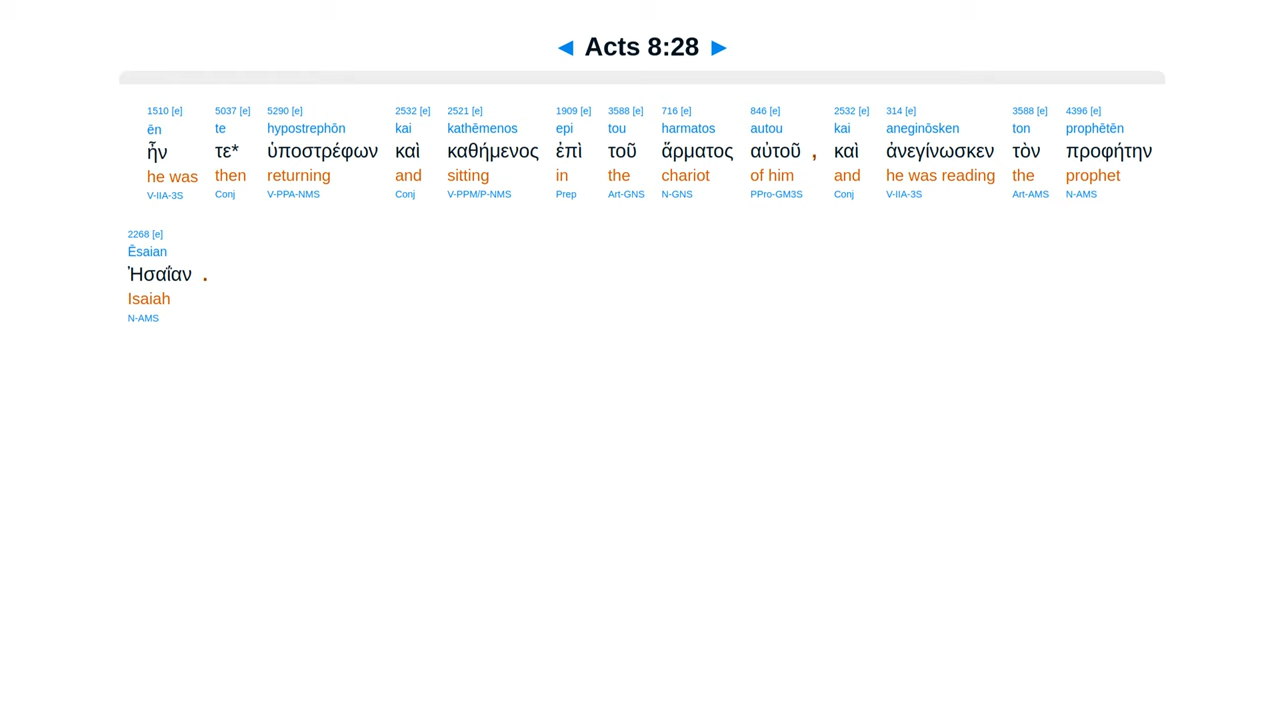 ◄ Acts 8:28 ►
1510 [e] 5037 [e] 5290 [e] 2532 [e] 2521 [e] 1909 [e] 3588 [e] 716 [e] 846 [e] 2532 [e] 314 [e] 3588 [e] 4396 [e]
ēn te hypostrephōn kai kathēmenos epi tou harmatos autou kai aneginōsken ton prophētēn
ἦν τε* ὑποστρέφων καὶ καθήμενος ἐπὶ τοῦ ἅρματος αὐτοῦ , καὶ ἀνεγίνωσκεν τὸν προφήτην
he was then returning and sitting in the chariot of him and he was reading the prophet
V-IIA-3S Conj V-PPA-NMS Conj V-PPM/P-NMS Prep Art-GNS N-GNS PPro-GM3S Conj V-IIA-3S Art-AMS N-AMS
2268 [e]
Ēsaian
Ἠσαΐαν .
Isaiah
N-AMS